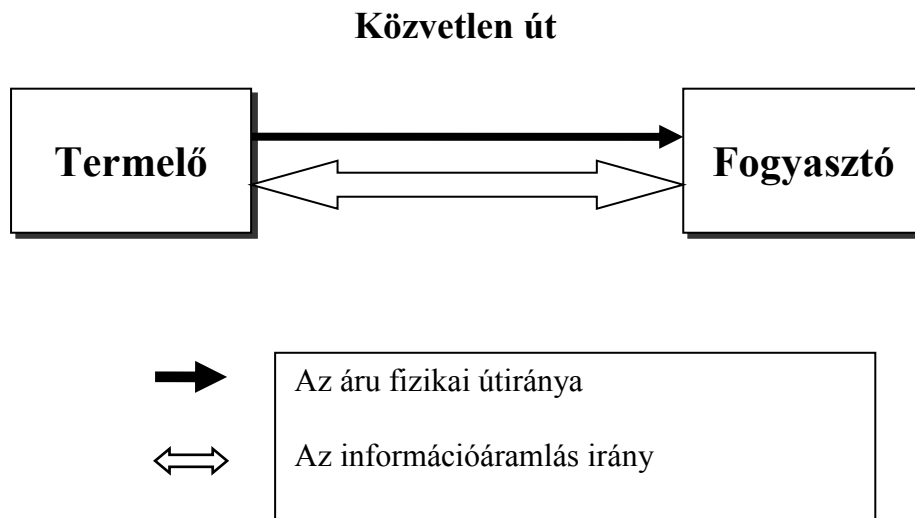 Közvetlen út
Termelő
Fogyasztó
Az áru fizikai útiránya
Az információáramlás irány